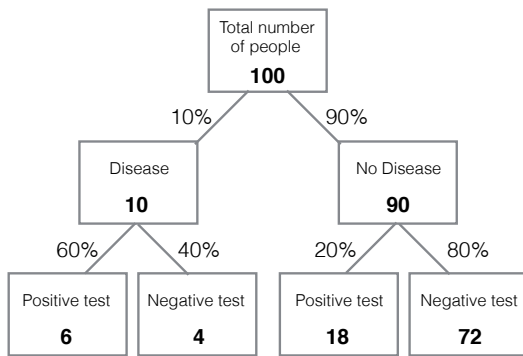 Total number
of people
100
10% 90%
Disease
10
No Disease
90
60% 40% 20% 80%
Positive test
6
Negative test
4
Positive test
18
Negative test
72